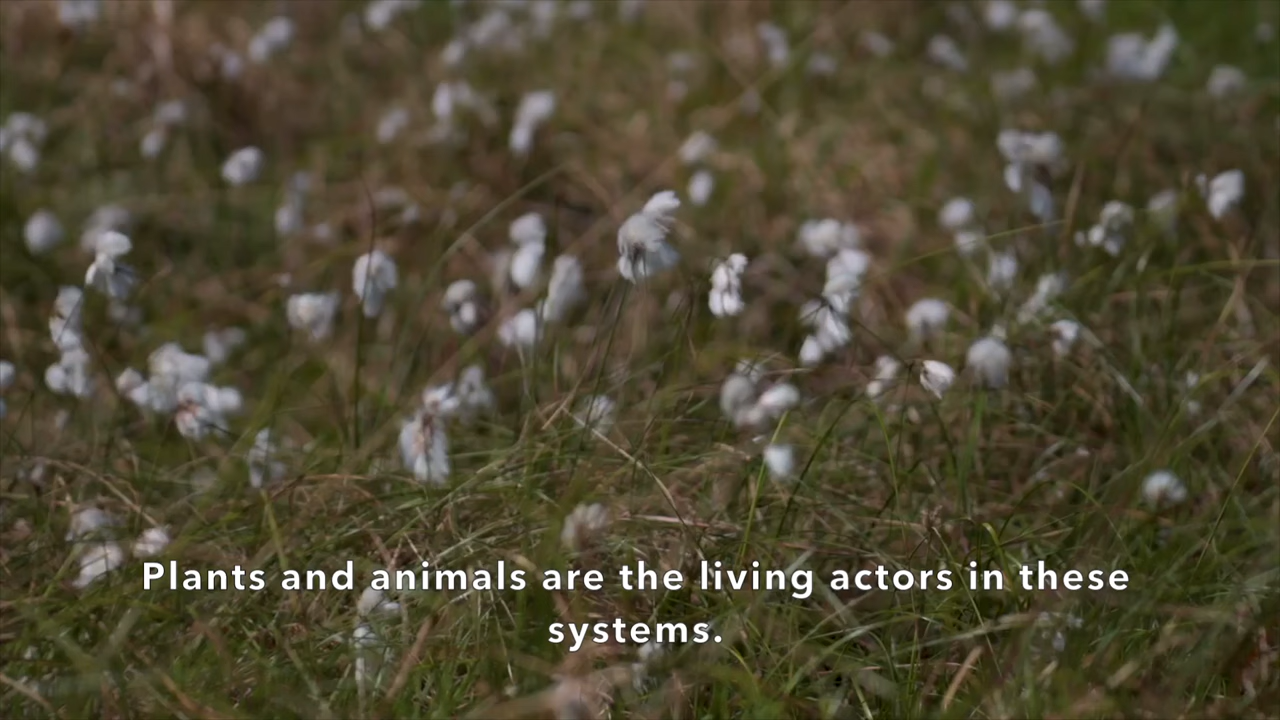 Plants and animals are the living actors in these
systems.